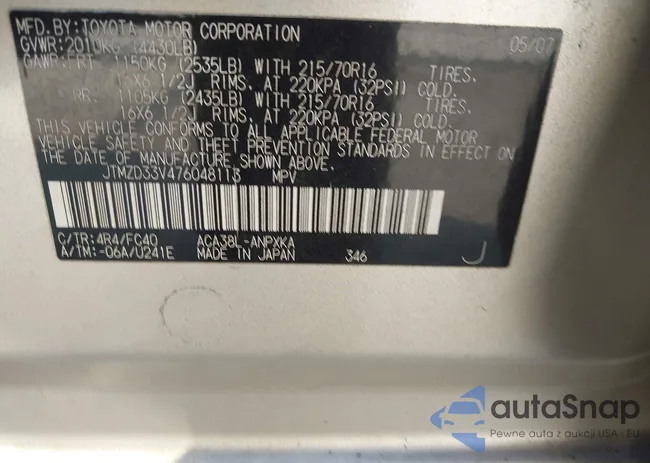 MFD.BY:TOYOTA MOTOR CORPORATION 05/07
GVWR:2010KG (4430LB)
GAWR:FRT 1150KG (2535LB) WITH 215/70R16 TIRES.
16X6 1/2J RIMS. AT 220KPA (32PSI) COLD.
RR 1105KG (2435LB) WITH 215/70R16 TIRES.
16X6 1/2J RIMS. AT 220KPA (32PSI) COLD.
THIS VEHICLE CONFORMS TO ALL APPLICABLE FEDERAL MOTOR
VEHICLE SAFETY AND THEFT PREVENTION STANDARDS IN EFFECT ON
THE DATE OF MANUFACTURE SHOWN ABOVE.
JTMZD33V476048113 MPV
C/TR:4R4/FC40 ACA38L-ANPXKA
A/TM:-06A/U241E MADE IN JAPAN 346 J
autaSnap
Pewne auta z aukcji USA i EU